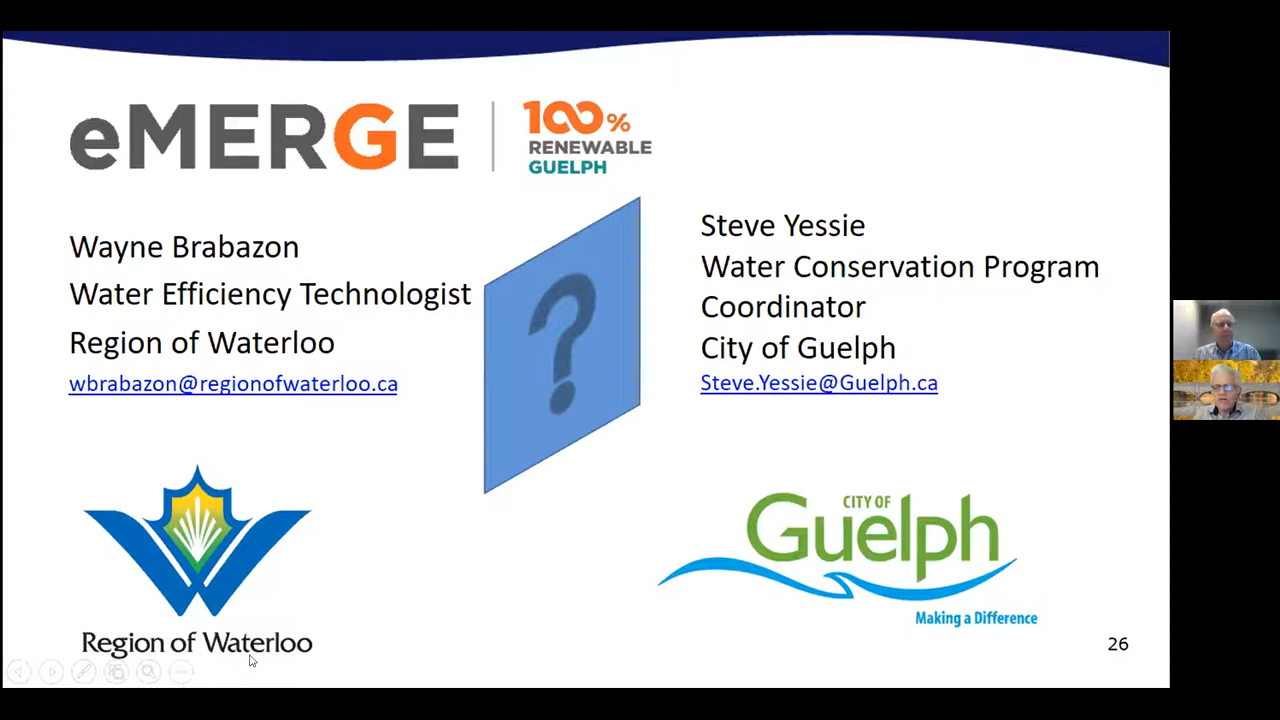 eMERGE
100%
RENEWABLE
GUELPH
Wayne Brabazon
Water Efficiency Technologist
Region of Waterloo
wbrabazon@regionofwaterloo.ca
?
Steve Yessie
Water Conservation Program
Coordinator
City of Guelph
Steve.Yessie@Guelph.ca
Region of Waterloo
CITY OF
Guelph
Making a Difference
26